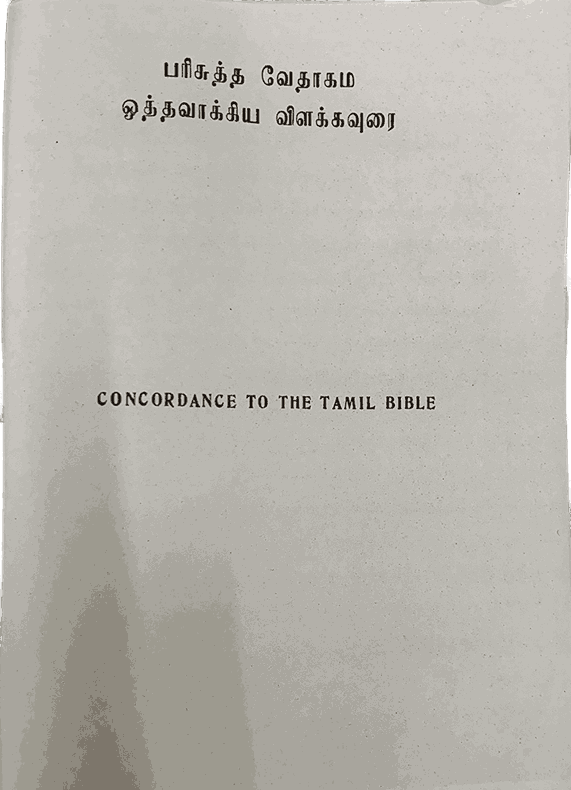 பரிசுத்த வேதாகம
ஒத்தவாக்கிய விளக்கவுரை
CONCORDANCE TO THE TAMIL BIBLE